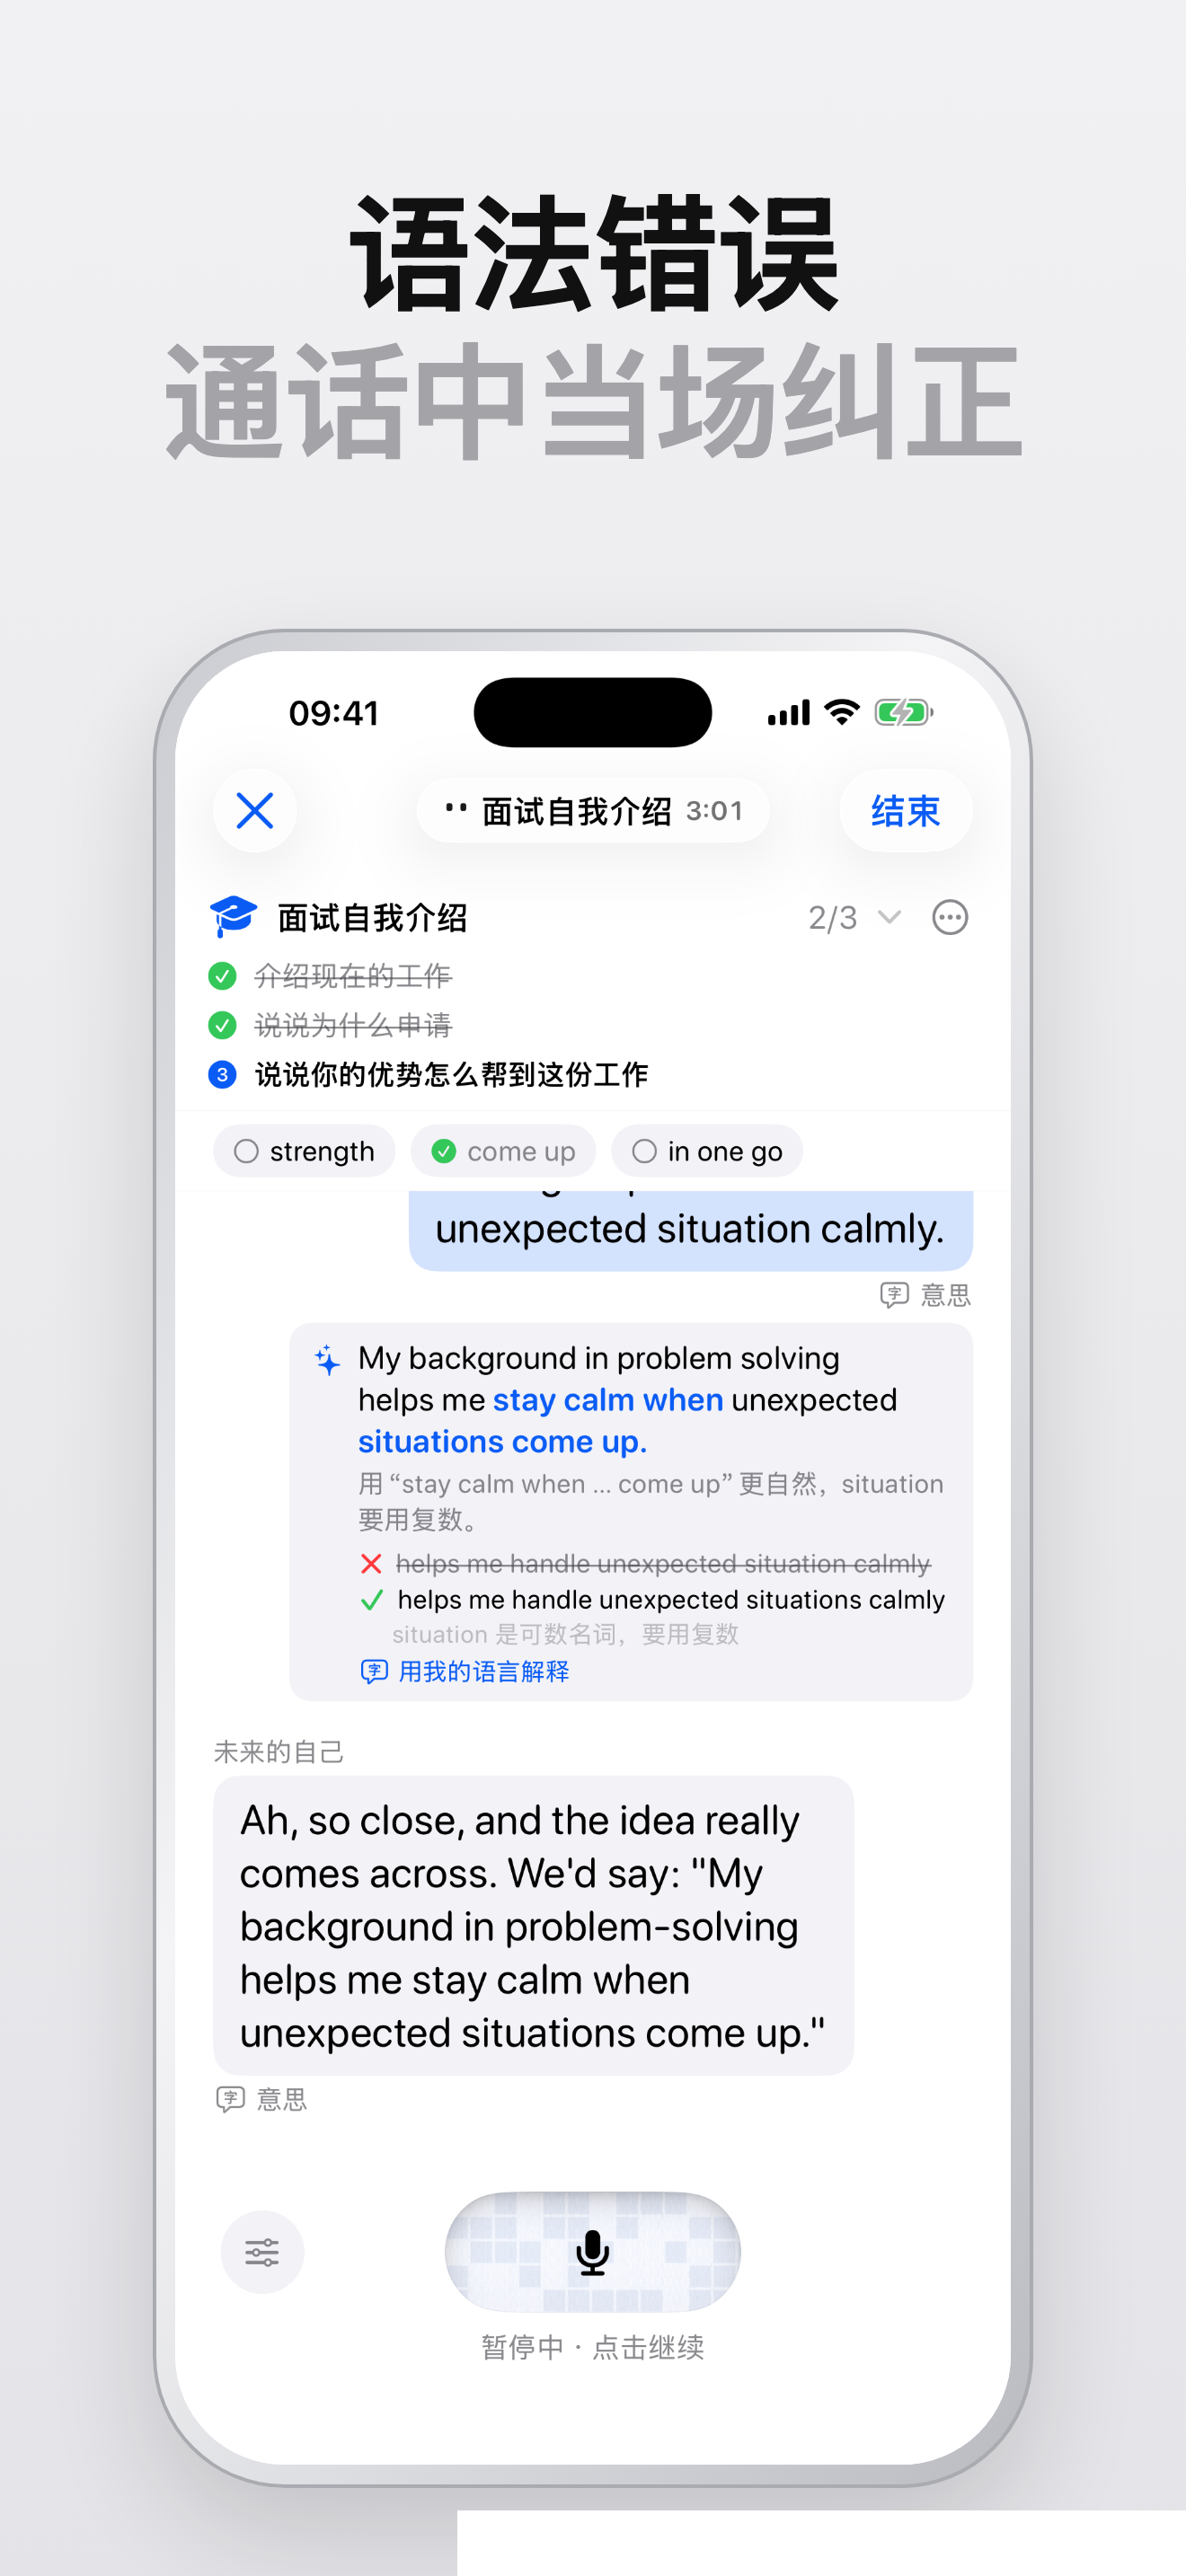 语法错误
通话中当场纠正
09:41
面试自我介绍 3:01
结束
面试自我介绍
2/3
介绍现在的工作
说说为什么申请
3 说说你的优势怎么帮到这份工作
strength
come up
in one go
unexpected situation calmly.
字 意思
My background in problem solving
helps me stay calm when unexpected
situations come up.
用 “stay calm when ... come up” 更自然，situation
要用复数。
helps me handle unexpected situation calmly
helps me handle unexpected situations calmly
situation 是可数名词，要用复数
字 用我的语言解释
未来的自己
Ah, so close, and the idea really
comes across. We'd say: "My
background in problem-solving
helps me stay calm when
unexpected situations come up."
字 意思
暂停中 · 点击继续